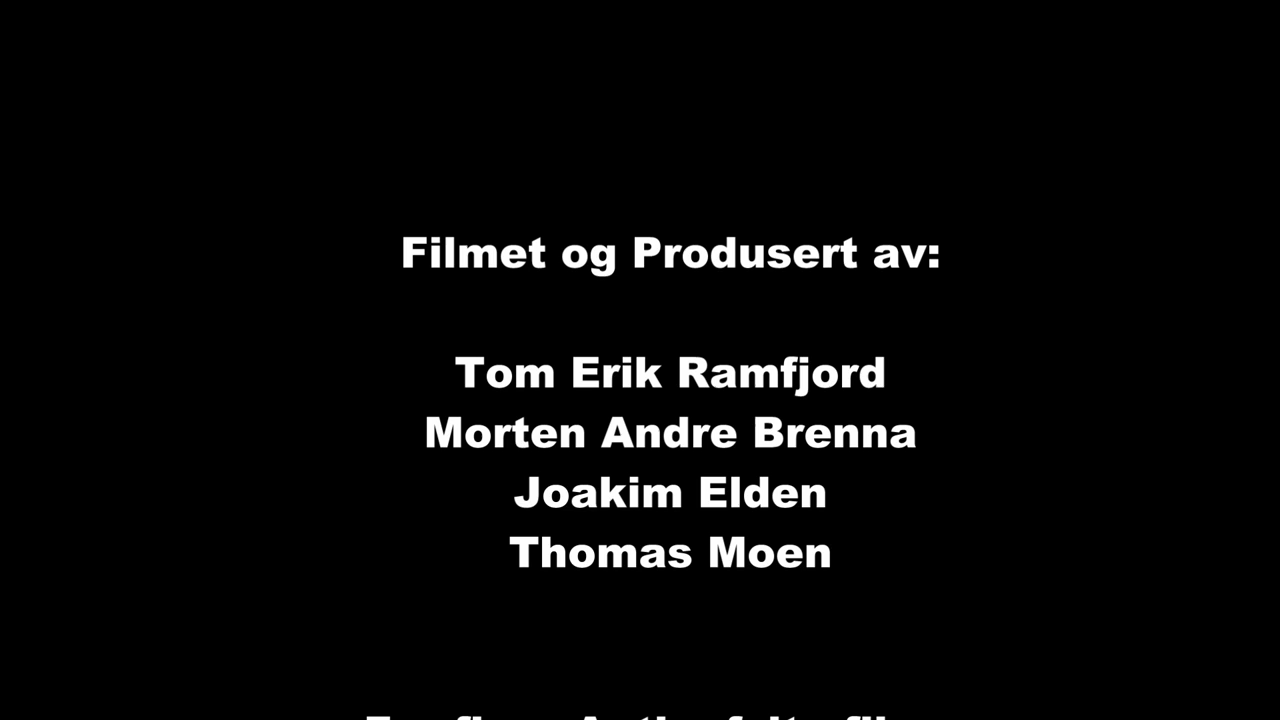 Filmet og Produsert av:
Tom Erik Ramfjord
Morten Andre Brenna
Joakim Elden
Thomas Moen